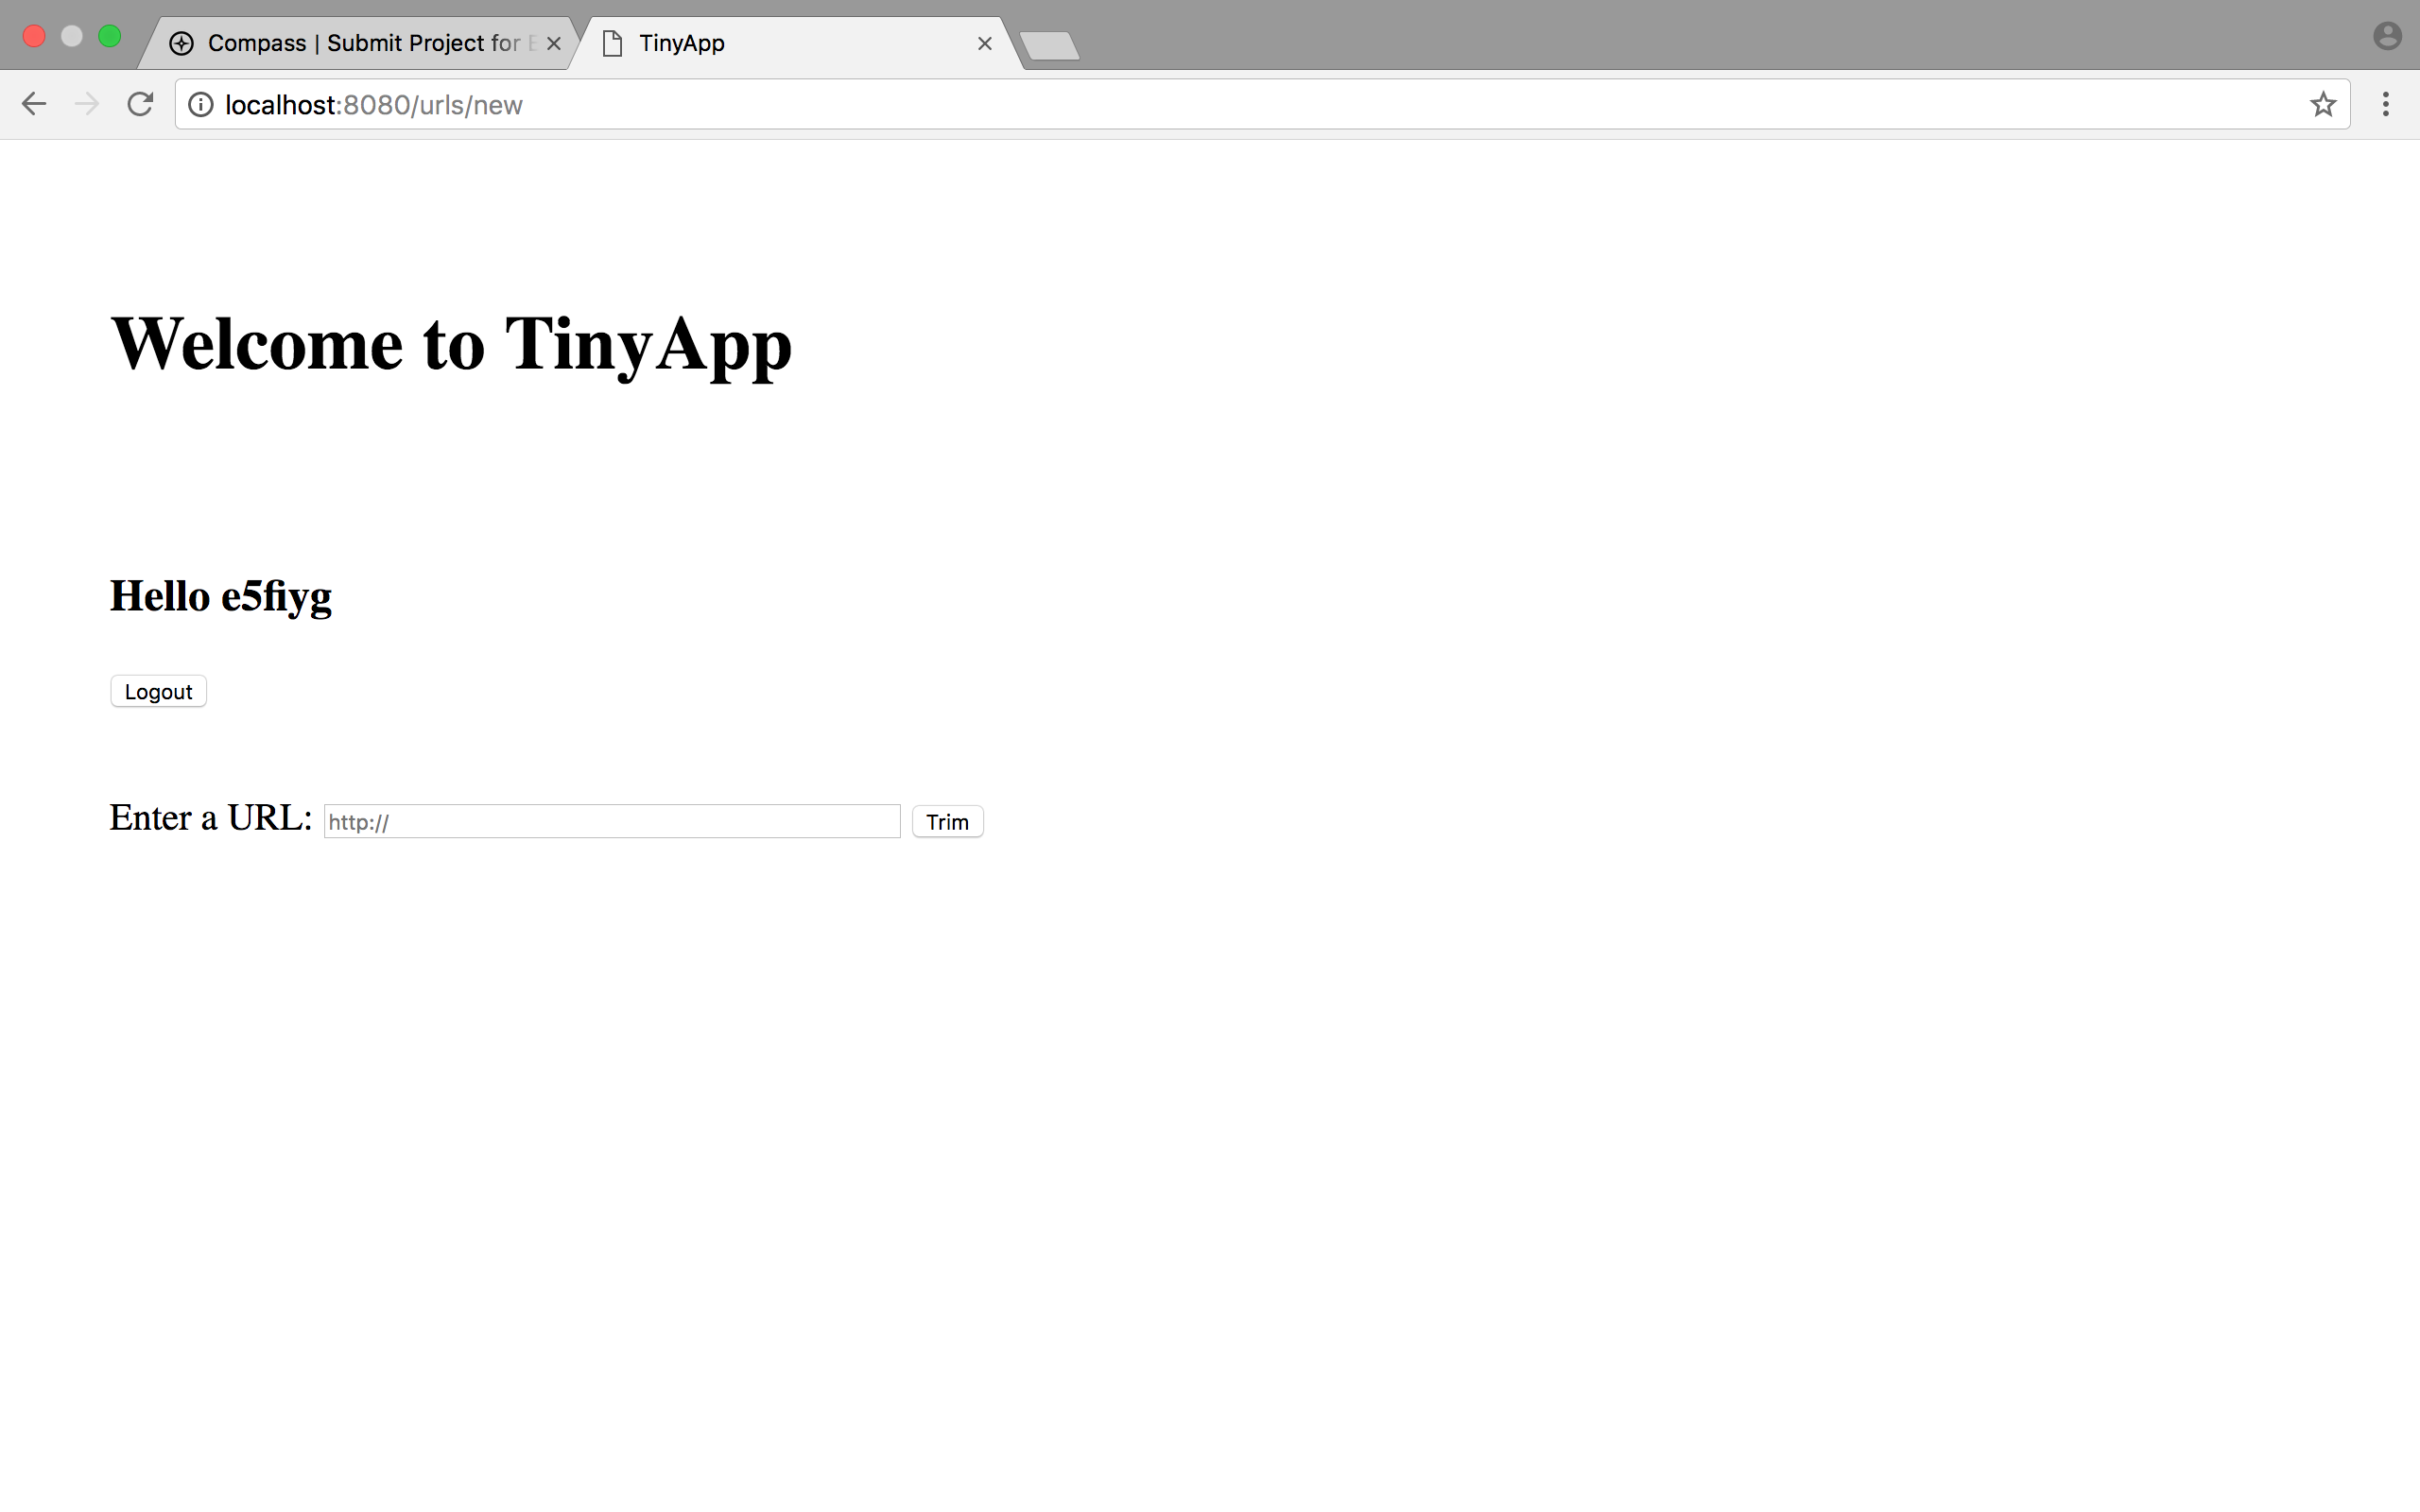 Compass | Submit Project for
TinyApp
localhost:8080/urls/new
Welcome to TinyApp
Hello e5fiyg
Logout
Enter a URL: http:// Trim